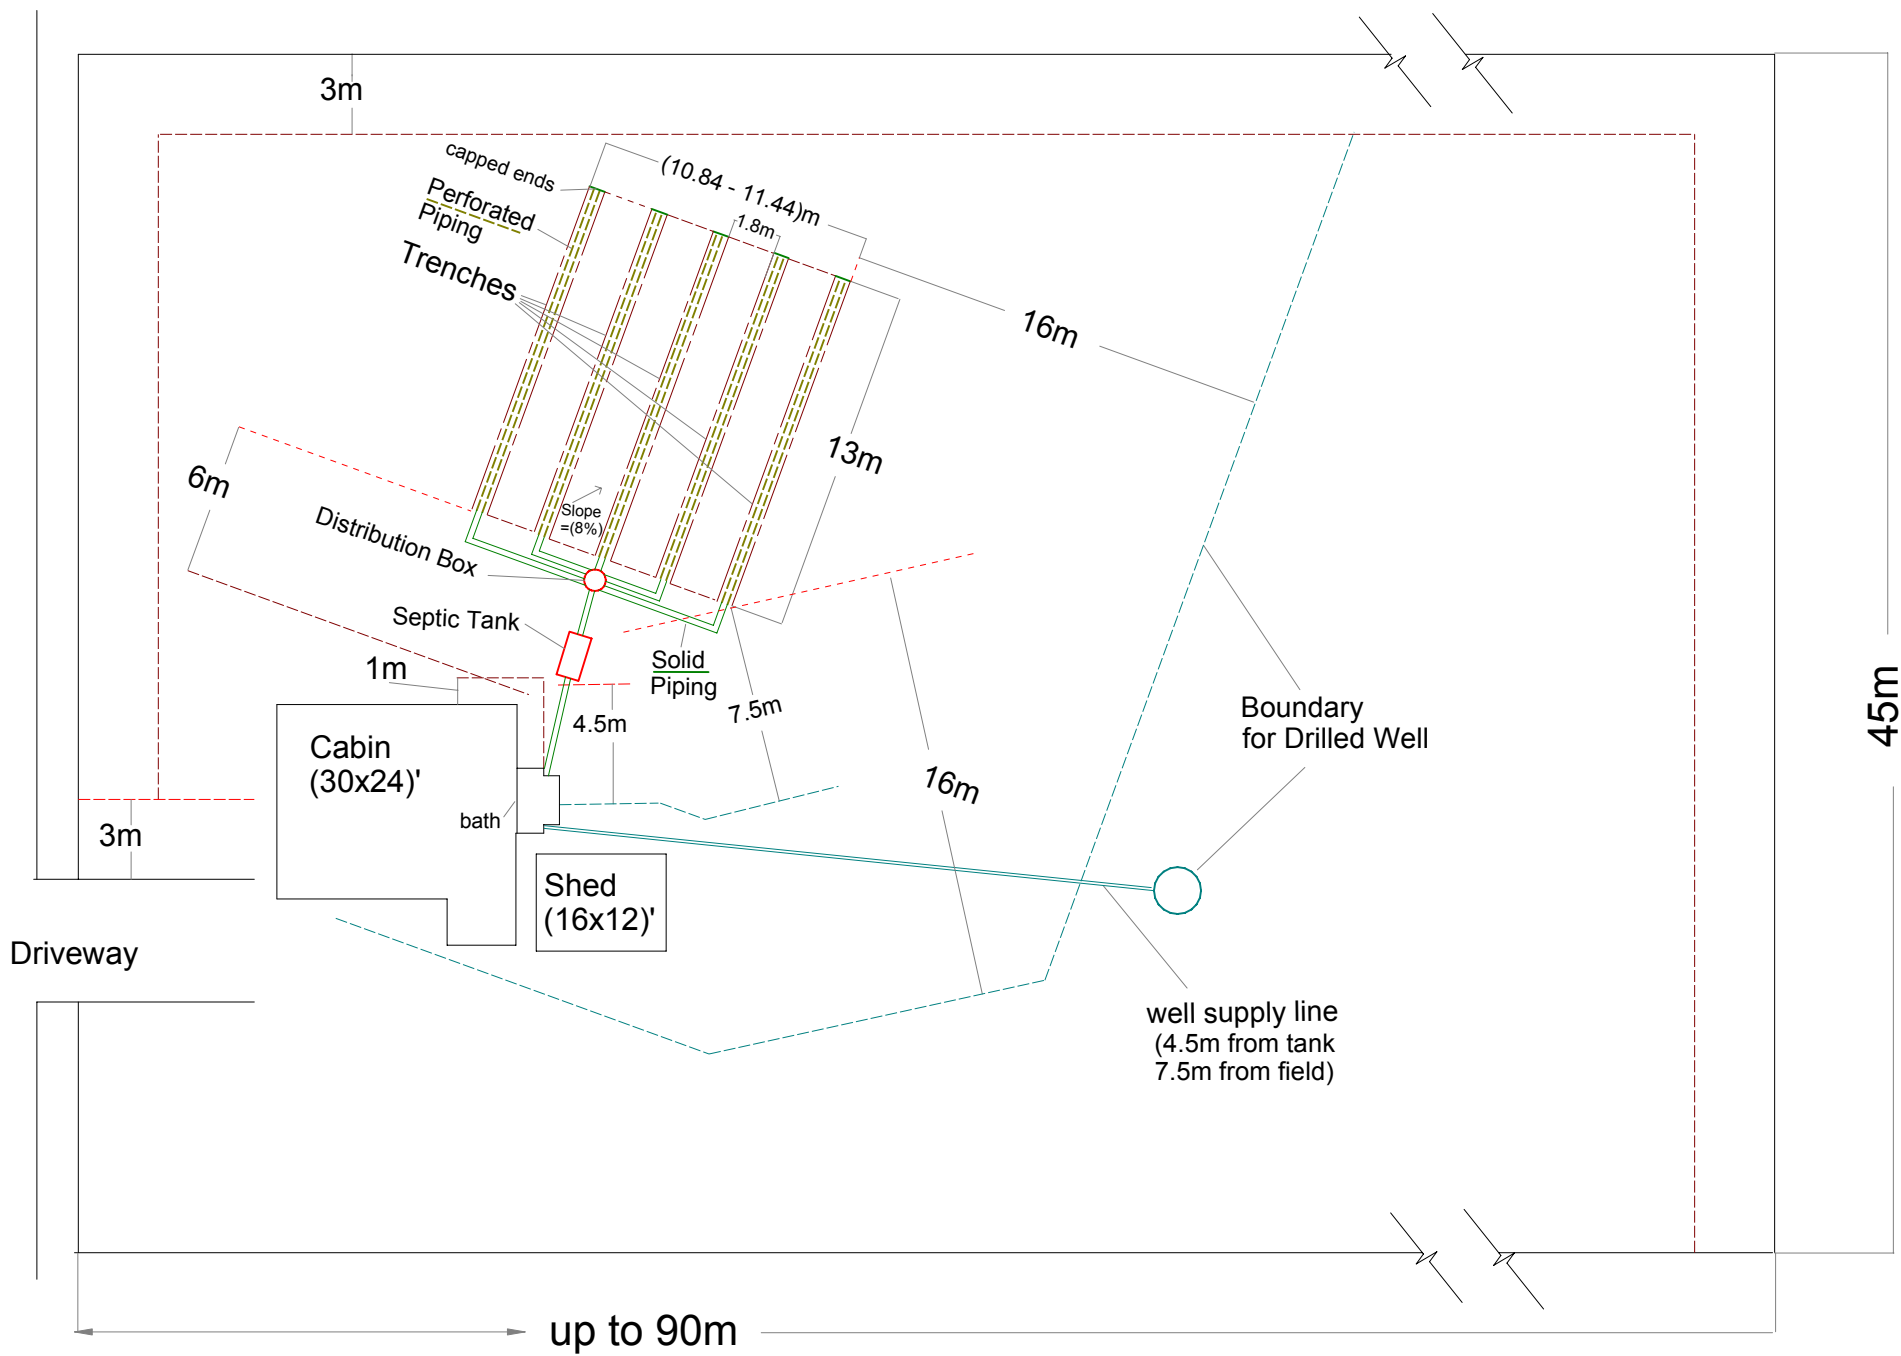 3m
capped ends
(10.84 - 11.44)m
Perforated
Piping
1.8m
Trenches
16m
13m
6m
Slope
=(8%)
Distribution Box
Septic Tank
Solid
Piping
1m
7.5m
4.5m
Cabin
(30x24)'
Boundary
for Drilled Well
45m
16m
bath
3m
Shed
(16x12)'
Driveway
well supply line
(4.5m from tank
7.5m from field)
up to 90m